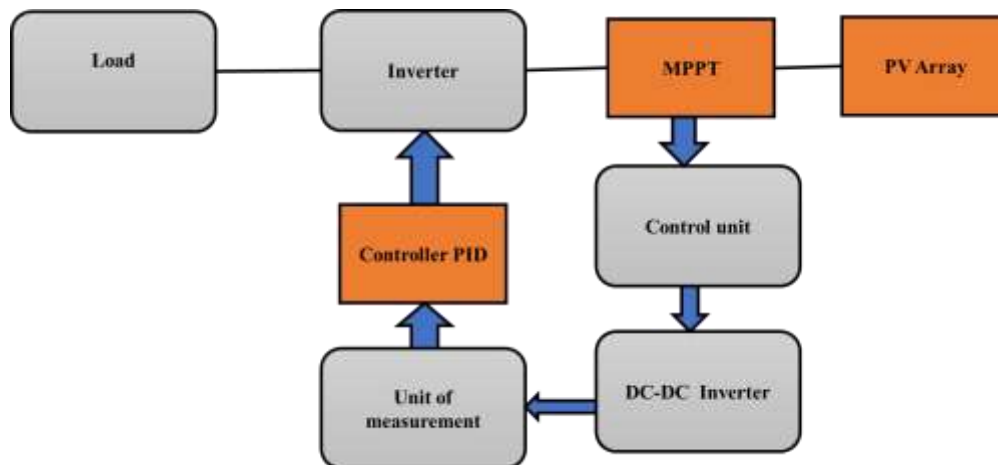 Load
Inverter
MPPT
PV Array
Control unit
Controller PID
DC-DC Inverter
Unit of
measurement